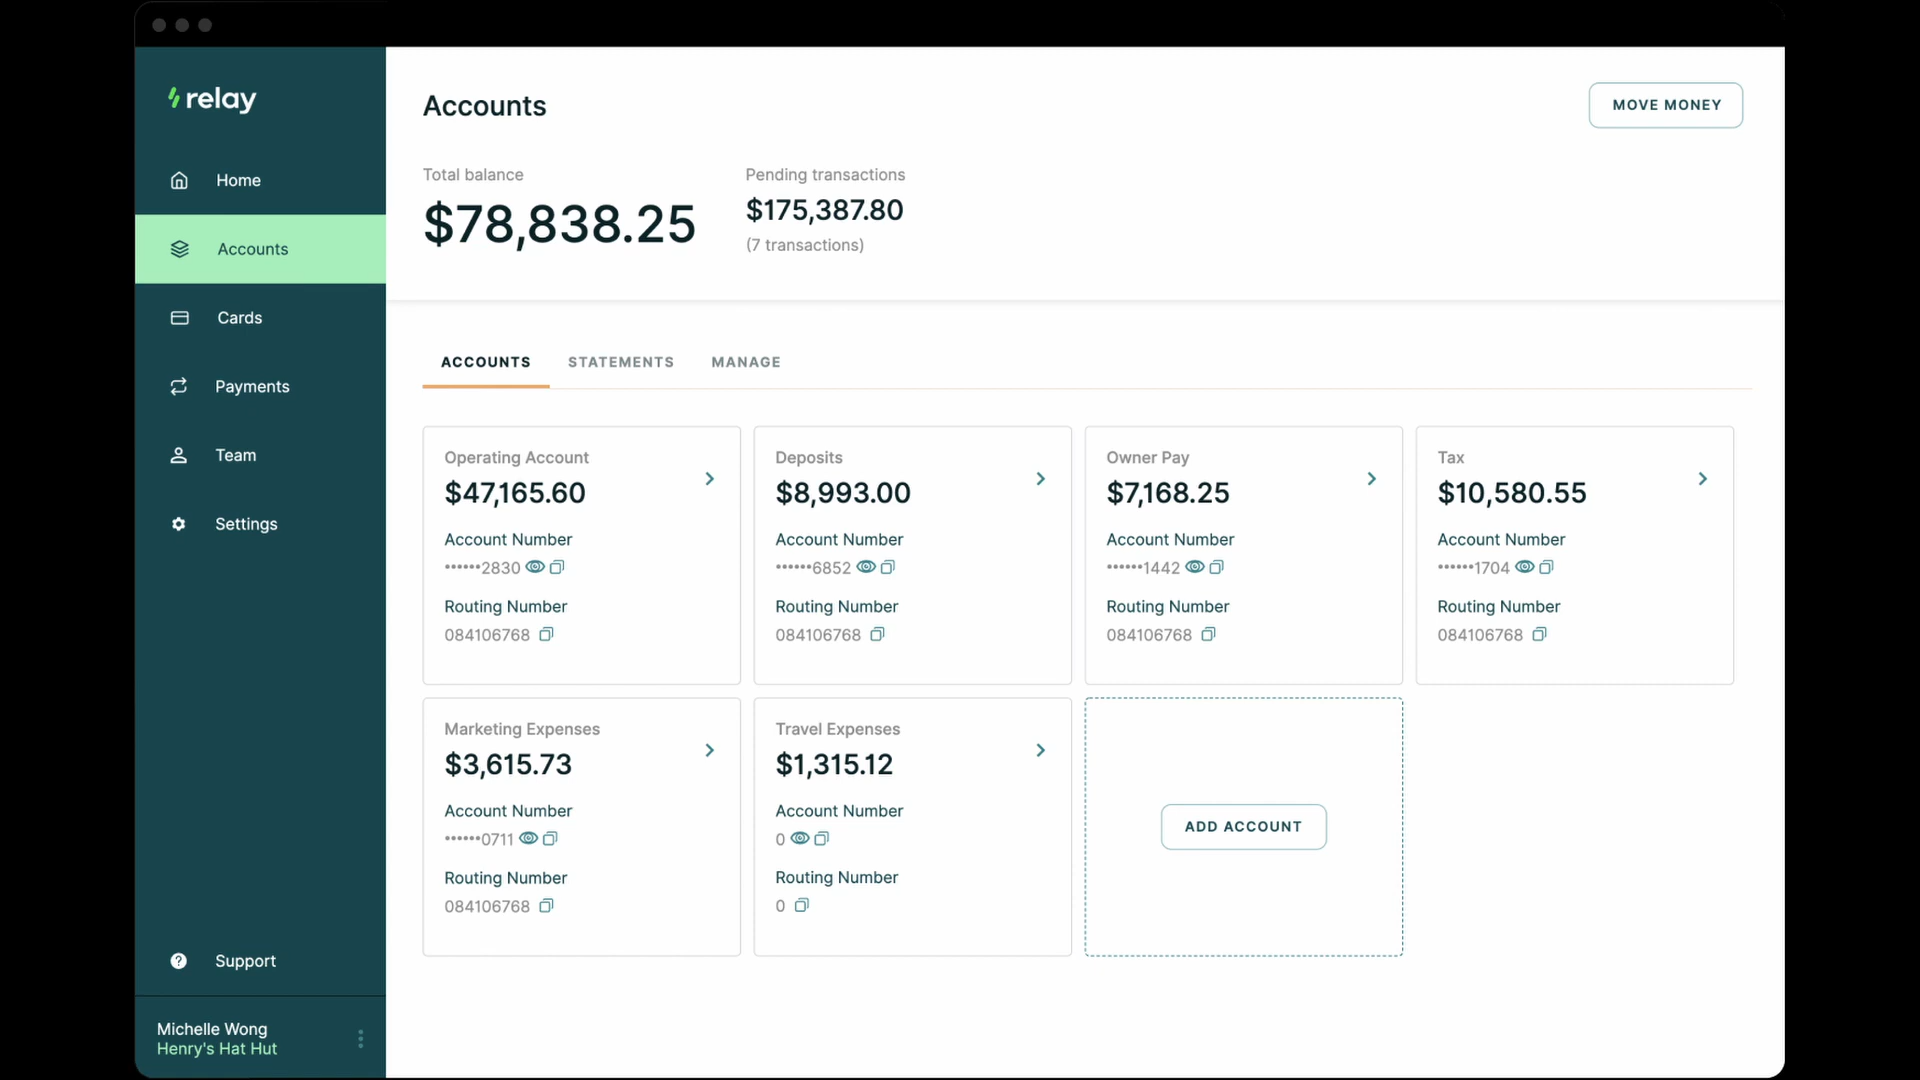 relay
Home
Accounts
Cards
Payments
Team
Settings
Support
Michelle Wong
Henry's Hat Hut
Accounts
MOVE MONEY
Total balance
$78,838.25
Pending transactions
$175,387.80
(7 transactions)
ACCOUNTS
STATEMENTS
MANAGE
Operating Account
$47,165.60
Account Number
••••••2830
Routing Number
084106768
Deposits
$8,993.00
Account Number
••••••6852
Routing Number
084106768
Owner Pay
$7,168.25
Account Number
••••••1442
Routing Number
084106768
Tax
$10,580.55
Account Number
••••••1704
Routing Number
084106768
Marketing Expenses
$3,615.73
Account Number
••••••0711
Routing Number
084106768
Travel Expenses
$1,315.12
Account Number
0
Routing Number
0
ADD ACCOUNT